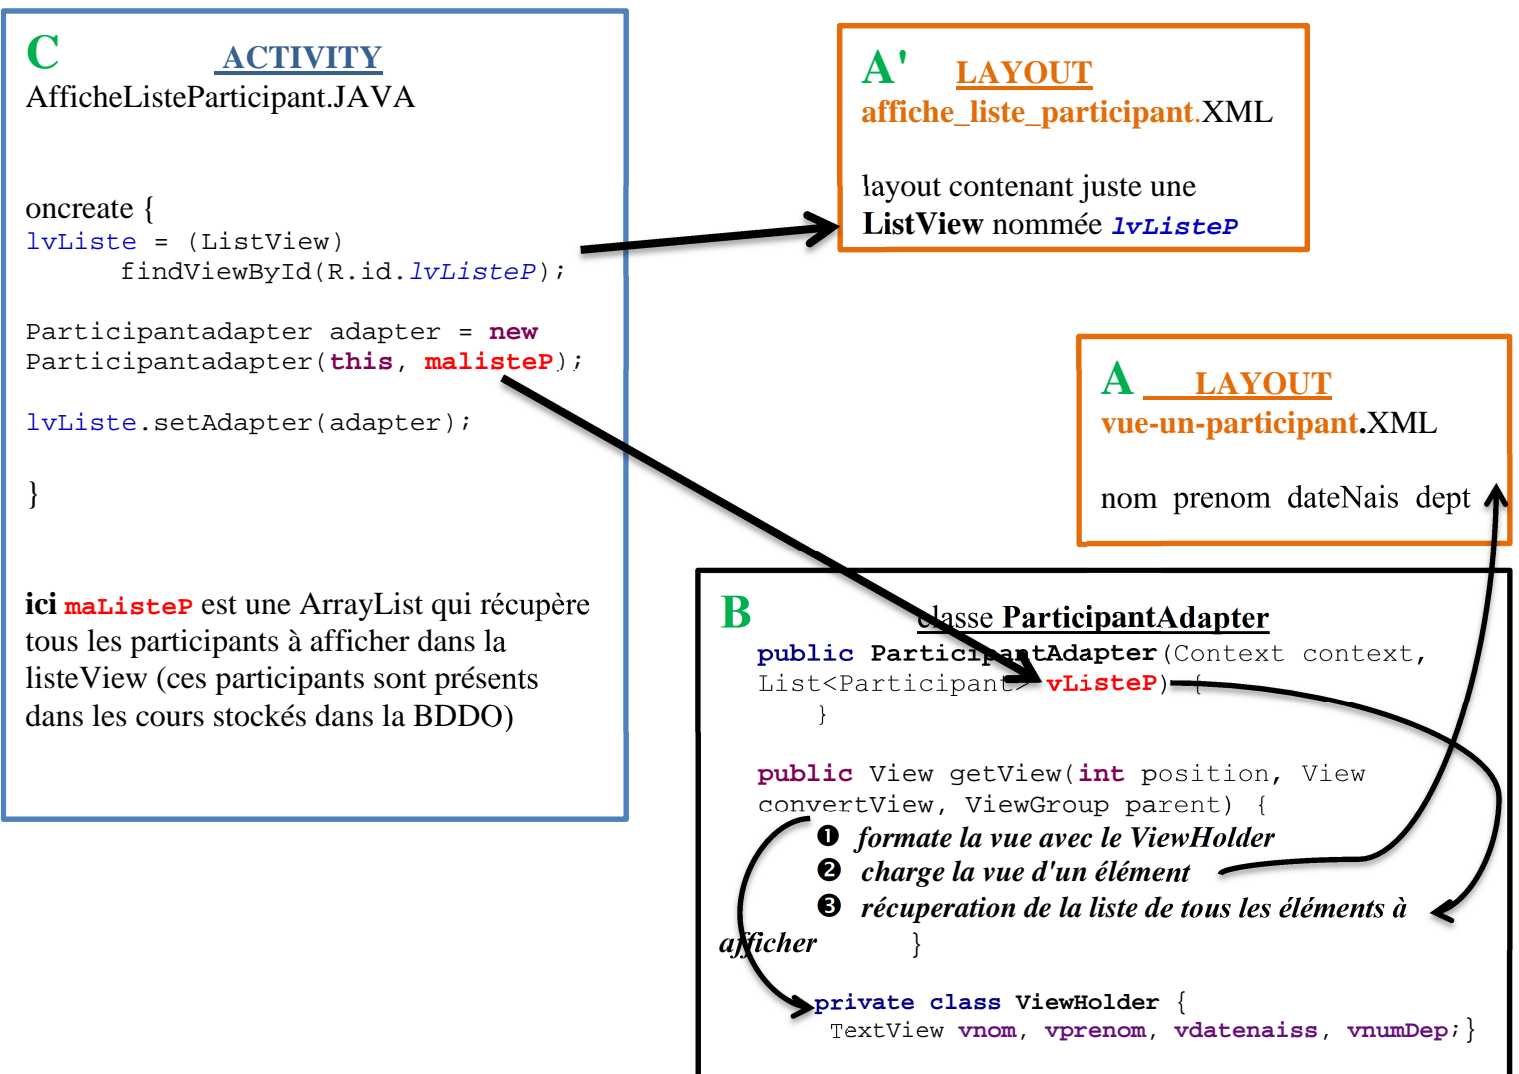 C ACTIVITY
AfficheListeParticipant.JAVA
oncreate {
lvListe = (ListView)
findViewById(R.id.lvListeP);
Participantadapter adapter = new
Participantadapter(this, malisteP);
lvListe.setAdapter(adapter);
}
ici maListeP est une ArrayList qui récupère
tous les participants à afficher dans la
listeView (ces participants sont présents
dans les cours stockés dans la BDDO)
A' LAYOUT
affiche_liste_participant.XML
layout contenant juste une
ListView nommée lvListeP
A LAYOUT
vue-un-participant.XML
nom prenom dateNais dept
B classe ParticipantAdapter
public ParticipantAdapter(Context context,
List<Participant> vListeP) {
}
public View getView(int position, View
convertView, ViewGroup parent) {
❶ formate la vue avec le ViewHolder
❷ charge la vue d'un élément
❸ récuperation de la liste de tous les éléments à
afficher }
private class ViewHolder {
TextView vnom, vprenom, vdatenaiss, vnumDep;}